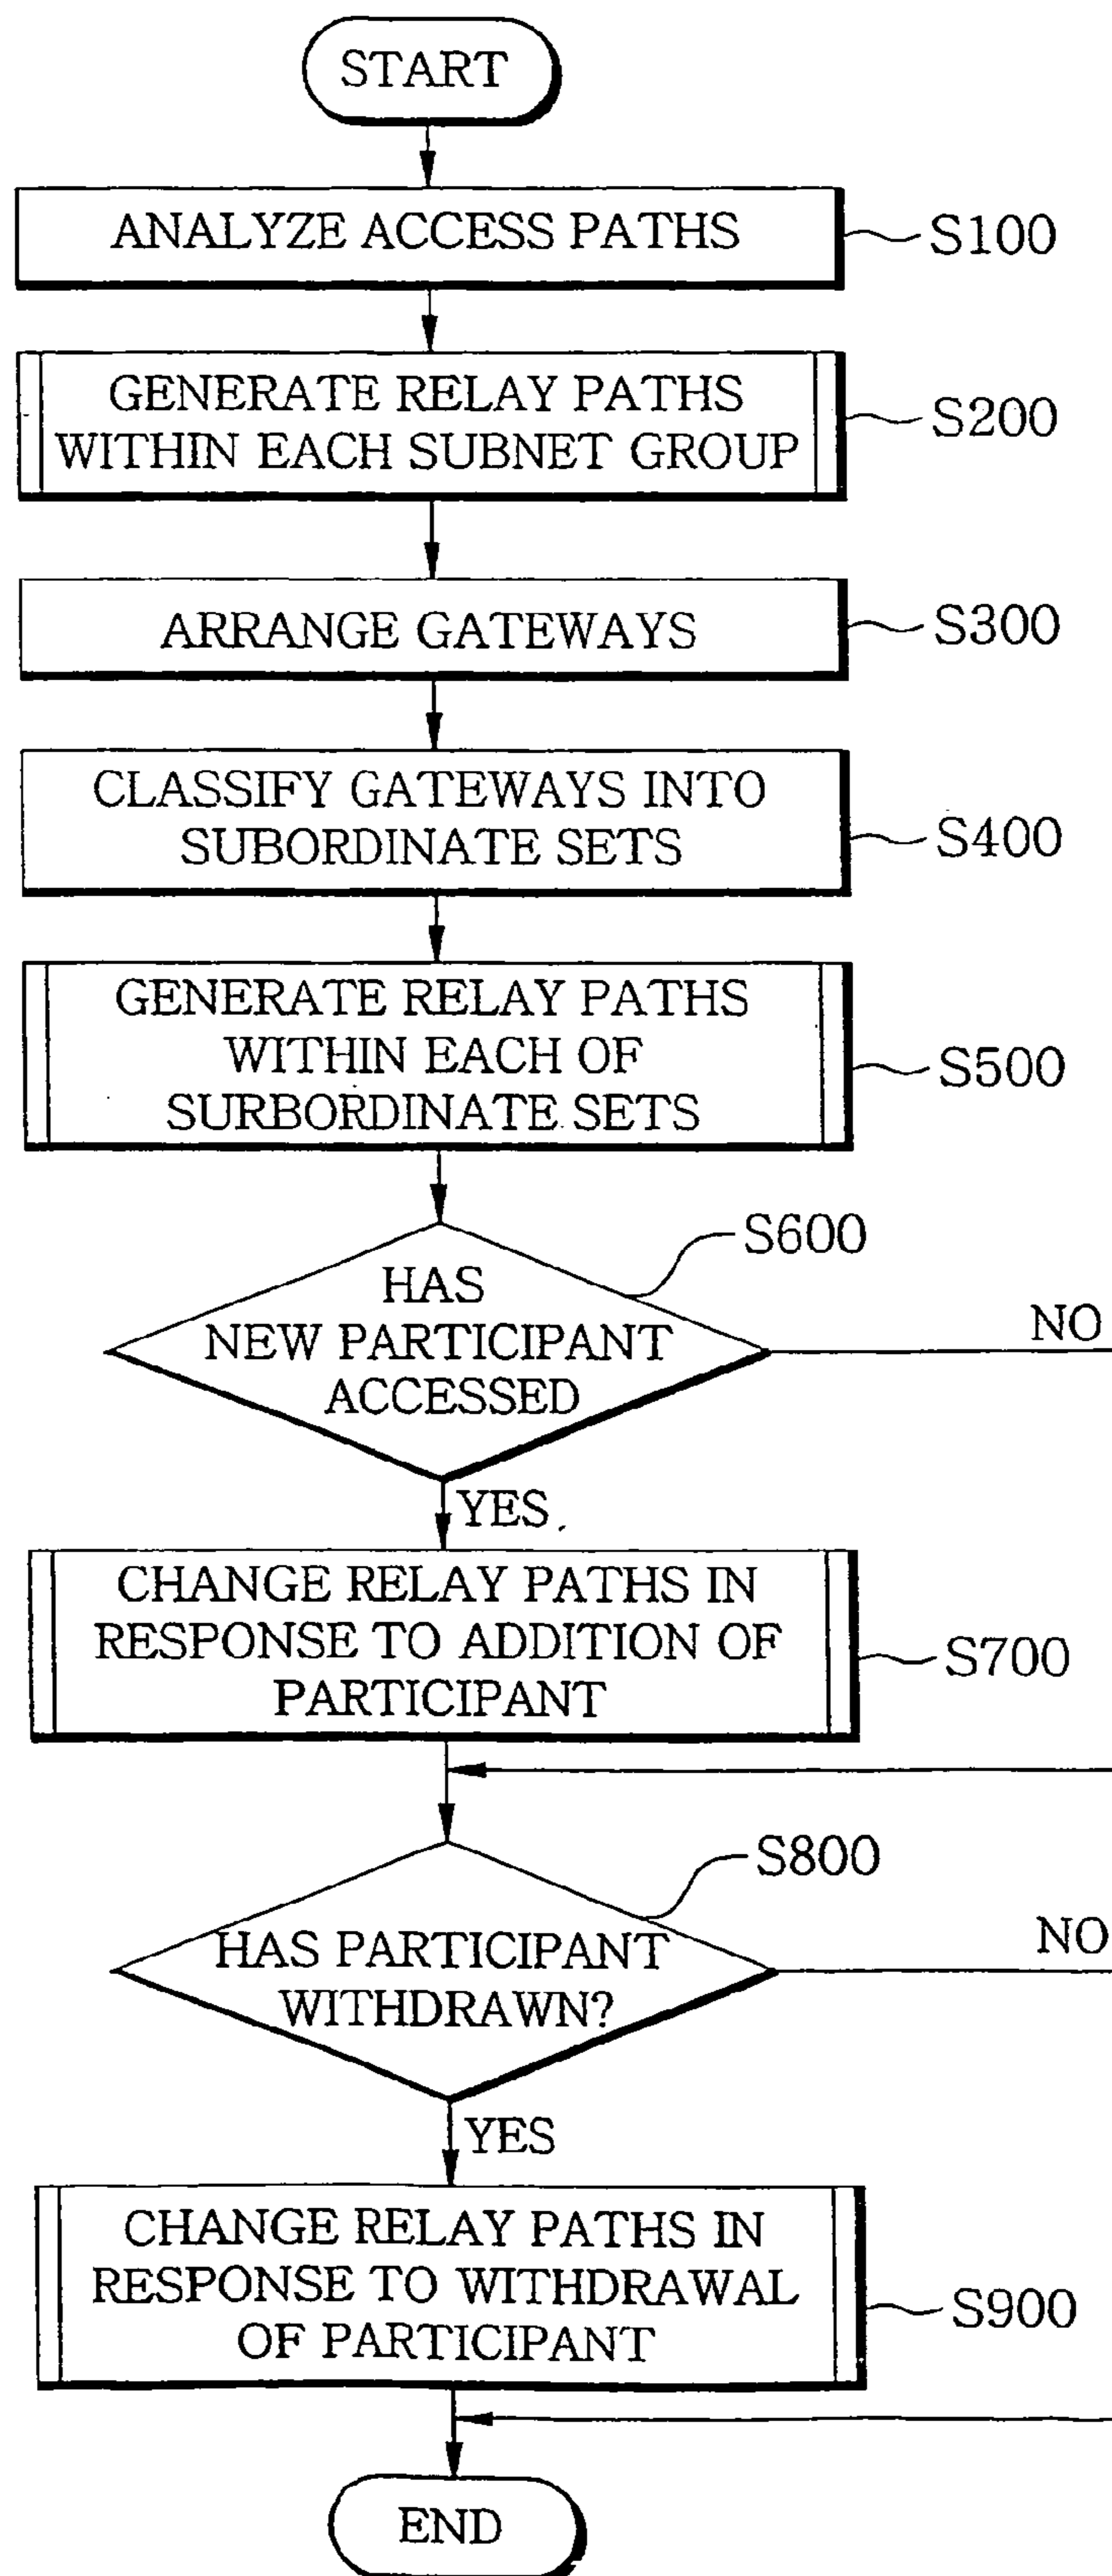 START
ANALYZE ACCESS PATHS
S100
GENERATE RELAY PATHS
WITHIN EACH SUBNET GROUP
S200
ARRANGE GATEWAYS
S300
CLASSIFY GATEWAYS INTO
SUBORDINATE SETS
S400
GENERATE RELAY PATHS
WITHIN EACH OF
SURBORDINATE SETS
S500
S600
HAS
NEW PARTICIPANT
ACCESSED
NO
YES
CHANGE RELAY PATHS IN
RESPONSE TO ADDITION OF
PARTICIPANT
S700
S800
HAS PARTICIPANT
WITHDRAWN?
NO
YES
CHANGE RELAY PATHS IN
RESPONSE TO WITHDRAWAL
OF PARTICIPANT
S900
END